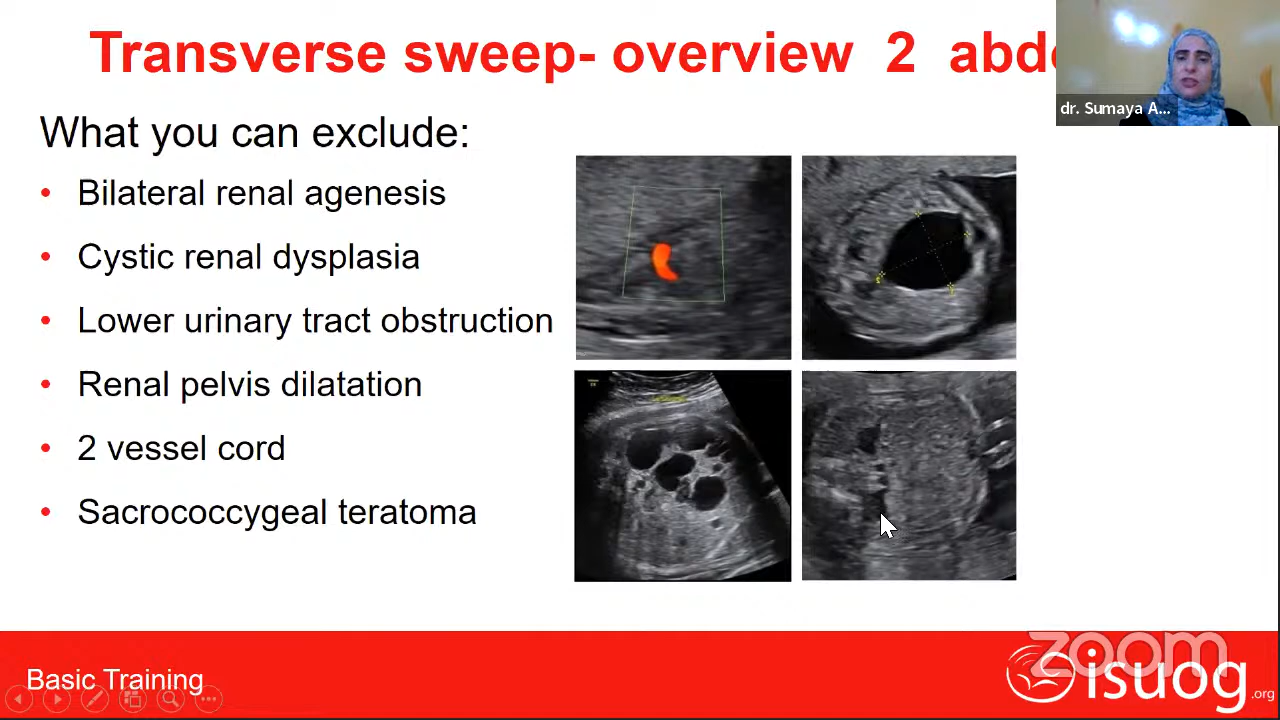 Transverse sweep- overview 2 abd
dr. Sumaya A...
What you can exclude:
• Bilateral renal agenesis
• Cystic renal dysplasia
• Lower urinary tract obstruction
• Renal pelvis dilatation
• 2 vessel cord
• Sacrococcygeal teratoma
zoom
Basic Training
isuog.org